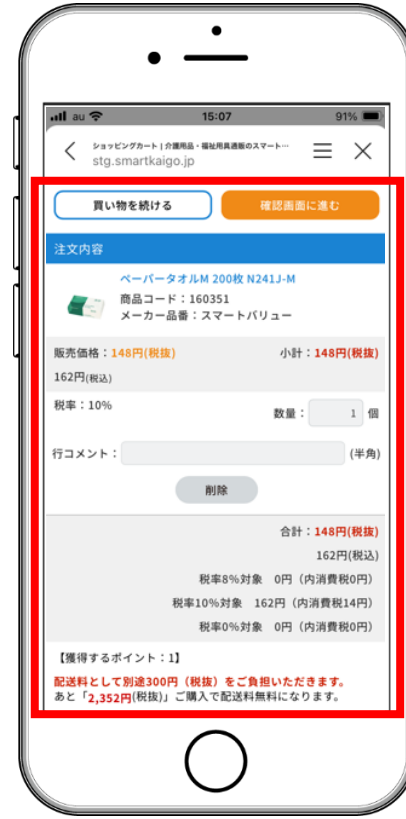 au 15:07 91%
ショッピングカート | 介護用品・福祉用具通販のスマート…
stg.smartkaigo.jp
買い物を続ける 確認画面に進む
注文内容
ペーパータオルM 200枚 N241J-M
商品コード：160351
メーカー品番：スマートバリュー
販売価格：148円(税抜) 小計：148円(税抜)
162円(税込)
税率：10%
数量： 1 個
行コメント： (半角)
削除
合計：148円(税抜)
162円(税込)
税率8%対象 0円（内消費税0円）
税率10%対象 162円（内消費税14円）
税率0%対象 0円（内消費税0円）
【獲得するポイント：1】
配送料として別途300円（税抜）をご負担いただきます。
あと「2,352円(税抜)」ご購入で配送料無料になります。